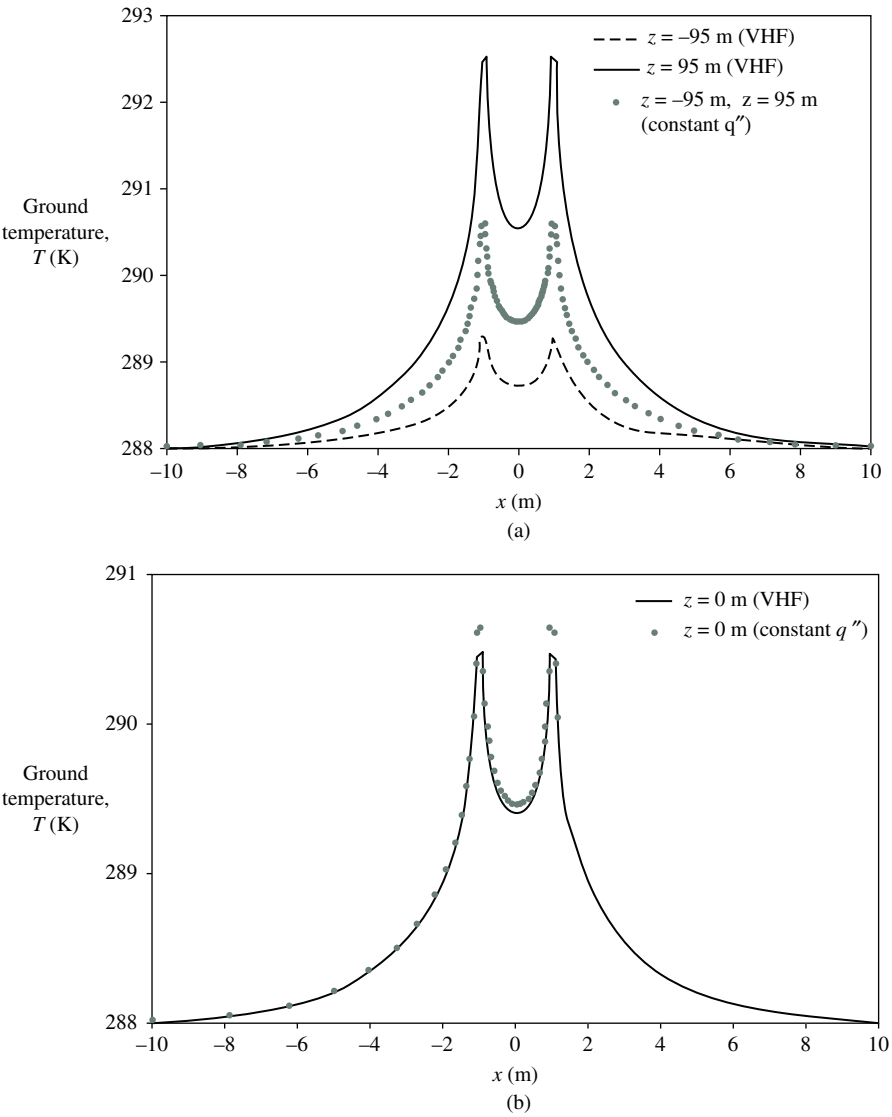 293
292
291
290
289
288
Ground
temperature,
T (K)
z = –95 m (VHF)
z = 95 m (VHF)
z = –95 m, z = 95 m
(constant q″)
–10 –8 –6 –4 –2 0 2 4 6 8 10
x (m)
(a)
291
290
289
288
Ground
temperature,
T (K)
z = 0 m (VHF)
z = 0 m (constant q ″)
–10 –8 –6 –4 –2 0 2 4 6 8 10
x (m)
(b)